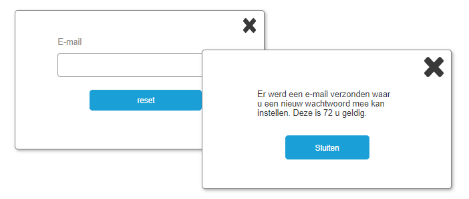 E-mail
reset
Er werd een e-mail verzonden waar
u een nieuw wachtwoord mee kan
instellen. Deze is 72 u geldig.
Sluiten